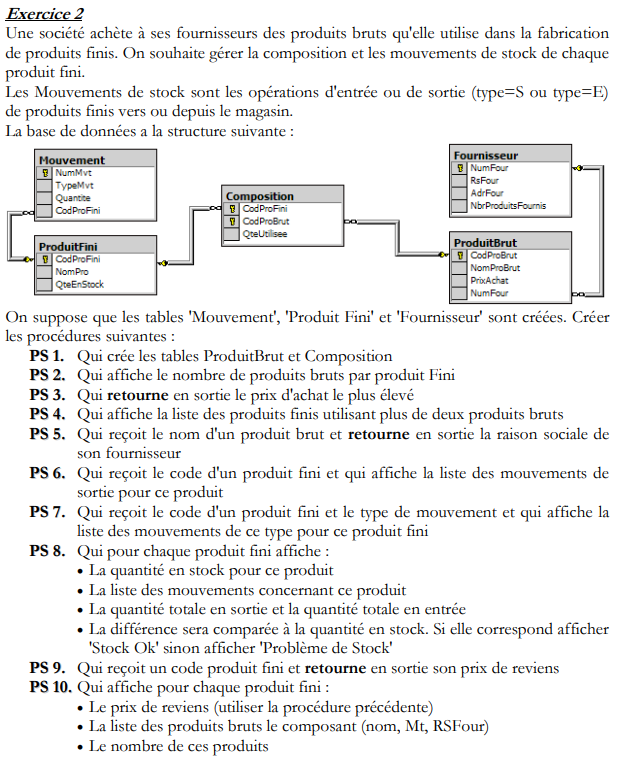 Exercice 2
Une société achète à ses fournisseurs des produits bruts qu'elle utilise dans la fabrication
de produits finis. On souhaite gérer la composition et les mouvements de stock de chaque
produit fini.
Les Mouvements de stock sont les opérations d'entrée ou de sortie (type=S ou type=E)
de produits finis vers ou depuis le magasin.
La base de données a la structure suivante :
Mouvement
NumMvt
TypeMvt
Quantite
CodProFini
ProduitFini
CodProFini
NomPro
QteEnStock
Composition
CodProFini
CodProBrut
QteUtilisee
Fournisseur
NumFour
RsFour
AdrFour
NbrProduitsFournis
ProduitBrut
CodProBrut
NomProBrut
PrixAchat
NumFour
On suppose que les tables 'Mouvement', 'Produit Fini' et 'Fournisseur' sont créées. Créer
les procédures suivantes :
PS 1. Qui crée les tables ProduitBrut et Composition
PS 2. Qui affiche le nombre de produits bruts par produit Fini
PS 3. Qui retourne en sortie le prix d'achat le plus élevé
PS 4. Qui affiche la liste des produits finis utilisant plus de deux produits bruts
PS 5. Qui reçoit le nom d'un produit brut et retourne en sortie la raison sociale de
son fournisseur
PS 6. Qui reçoit le code d'un produit fini et qui affiche la liste des mouvements de
sortie pour ce produit
PS 7. Qui reçoit le code d'un produit fini et le type de mouvement et qui affiche la
liste des mouvements de ce type pour ce produit fini
PS 8. Qui pour chaque produit fini affiche :
• La quantité en stock pour ce produit
• La liste des mouvements concernant ce produit
• La quantité totale en sortie et la quantité totale en entrée
• La différence sera comparée à la quantité en stock. Si elle correspond afficher
'Stock Ok' sinon afficher 'Problème de Stock'
PS 9. Qui reçoit un code produit fini et retourne en sortie son prix de reviens
PS 10. Qui affiche pour chaque produit fini :
• Le prix de reviens (utiliser la procédure précédente)
• La liste des produits bruts le composant (nom, Mt, RSFour)
• Le nombre de ces produits